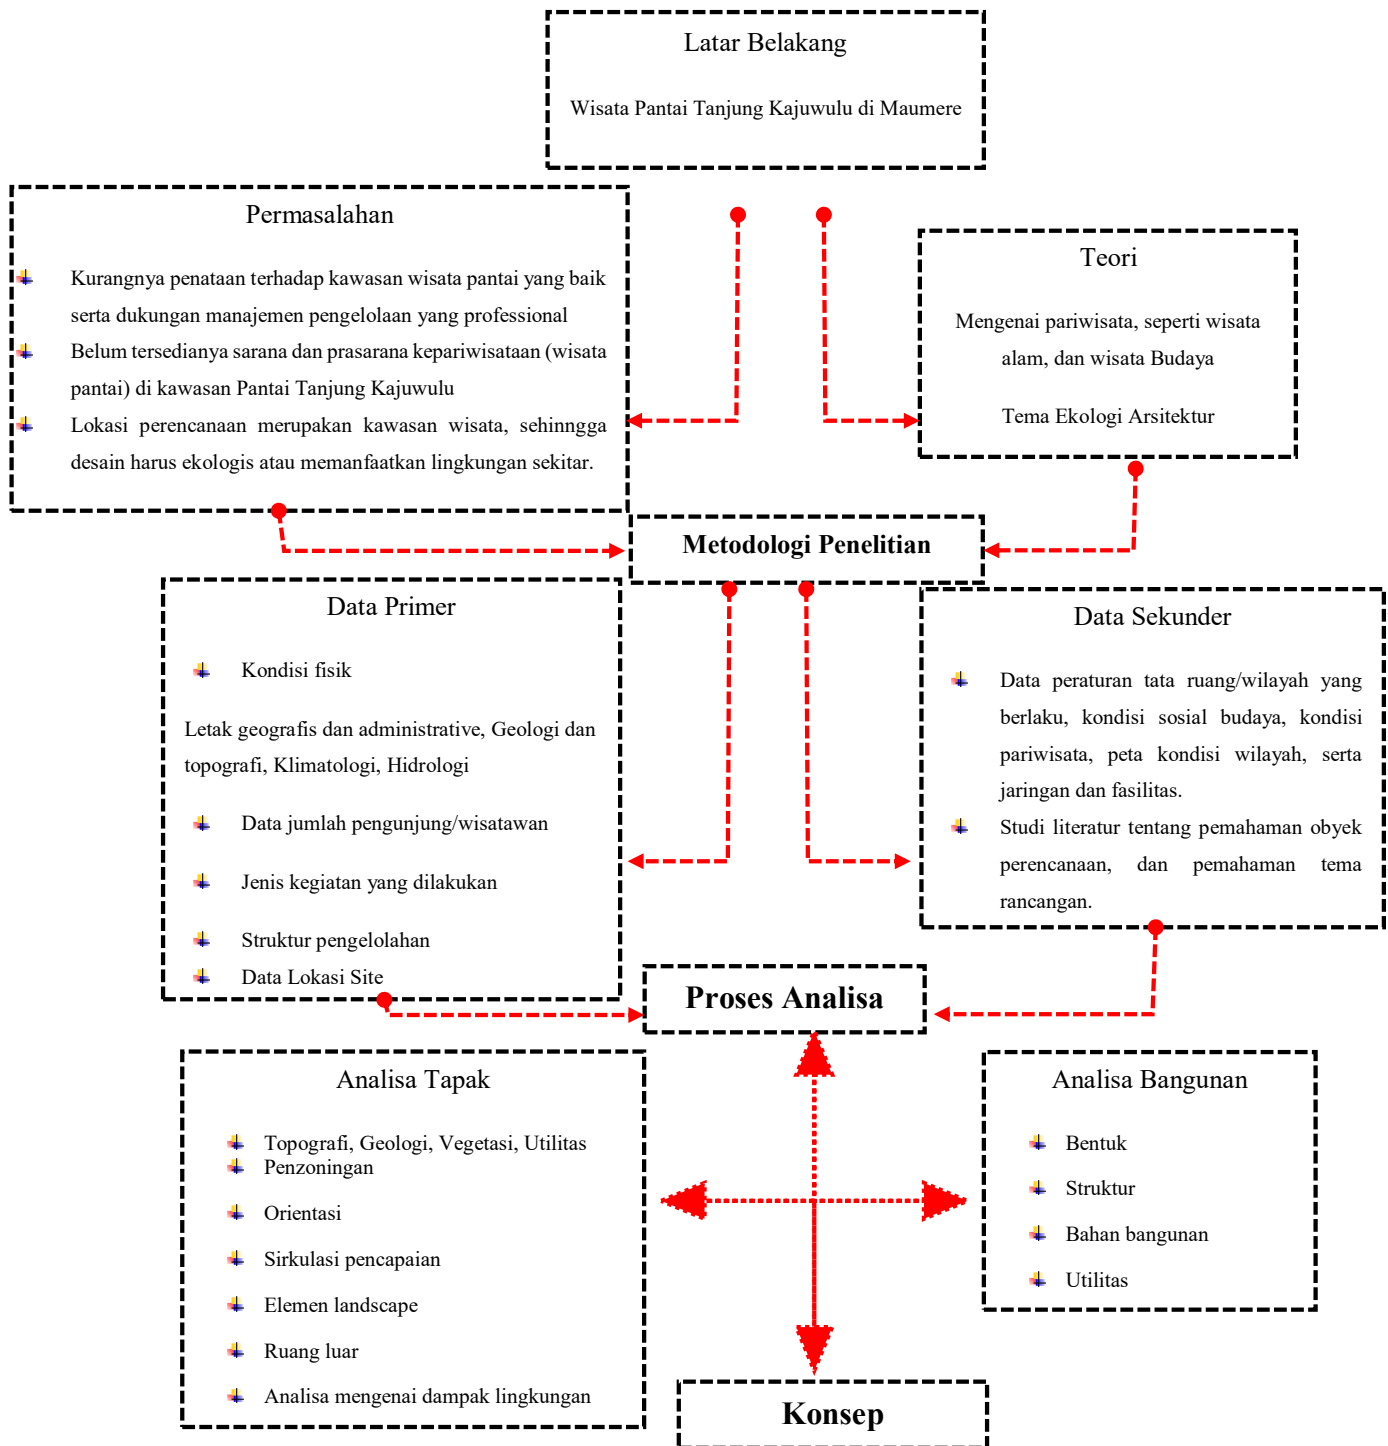 Latar Belakang
Wisata Pantai Tanjung Kajuwulu di Maumere
Permasalahan
Kurangnya penataan terhadap kawasan wisata pantai yang baik
serta dukungan manajemen pengelolaan yang professional
Belum tersedianya sarana dan prasarana kepariwisataan (wisata
pantai) di kawasan Pantai Tanjung Kajuwulu
Lokasi perencanaan merupakan kawasan wisata, sehinngga
desain harus ekologis atau memanfaatkan lingkungan sekitar.
Teori
Mengenai pariwisata, seperti wisata
alam, dan wisata Budaya
Tema Ekologi Arsitektur
Metodologi Penelitian
Data Primer
Kondisi fisik
Letak geografis dan administrative, Geologi dan
topografi, Klimatologi, Hidrologi
Data jumlah pengunjung/wisatawan
Jenis kegiatan yang dilakukan
Struktur pengelolahan
Data Lokasi Site
Data Sekunder
Data peraturan tata ruang/wilayah yang
berlaku, kondisi sosial budaya, kondisi
pariwisata, peta kondisi wilayah, serta
jaringan dan fasilitas.
Studi literatur tentang pemahaman obyek
perencanaan, dan pemahaman tema
rancangan.
Proses Analisa
Analisa Tapak
Topografi, Geologi, Vegetasi, Utilitas
Penzoningan
Orientasi
Sirkulasi pencapaian
Elemen landscape
Ruang luar
Analisa mengenai dampak lingkungan
Analisa Bangunan
Bentuk
Struktur
Bahan bangunan
Utilitas
Konsep